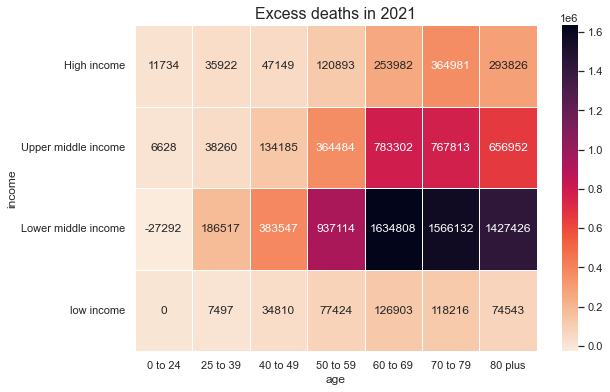 Excess deaths in 2021
1e6
High income 11734 35922 47149 120893 253982 364981 293826
Upper middle income 6628 38260 134185 364484 783302 767813 656952
Lower middle income -27292 186517 383547 937114 1634808 1566132 1427426
low income 0 7497 34810 77424 126903 118216 74543
0 to 24 25 to 39 40 to 49 50 to 59 60 to 69 70 to 79 80 plus
age
income
1.6
1.4
1.2
1.0
0.8
0.6
0.4
0.2
0.0